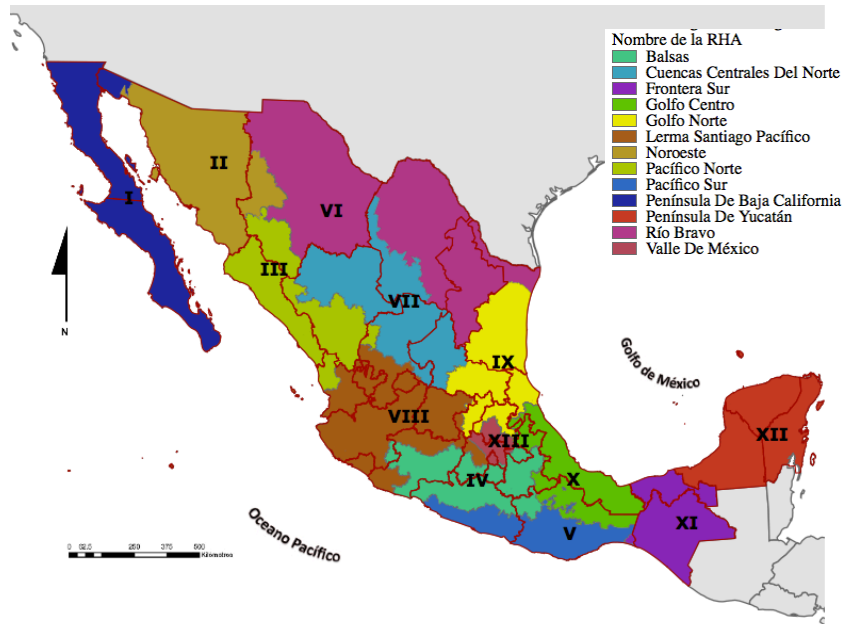 Nombre de la RHA
Balsas
Cuencas Centrales Del Norte
Frontera Sur
Golfo Centro
Golfo Norte
Lerma Santiago Pacífico
Noroeste
Pacífico Norte
Pacífico Sur
Península De Baja California
Península De Yucatán
Río Bravo
Valle De México
I
II
VI
III
VII
IX
VIII
XIII
IV
X
V
XI
XII
Golfo de México
Oceano Pacífico
N
250
375
500
Kilometros